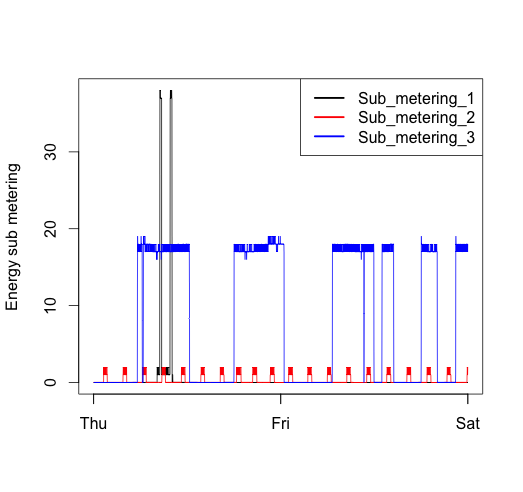 Sub_metering_1
Sub_metering_2
Sub_metering_3
Energy sub metering
30
20
10
0
Thu
Fri
Sat